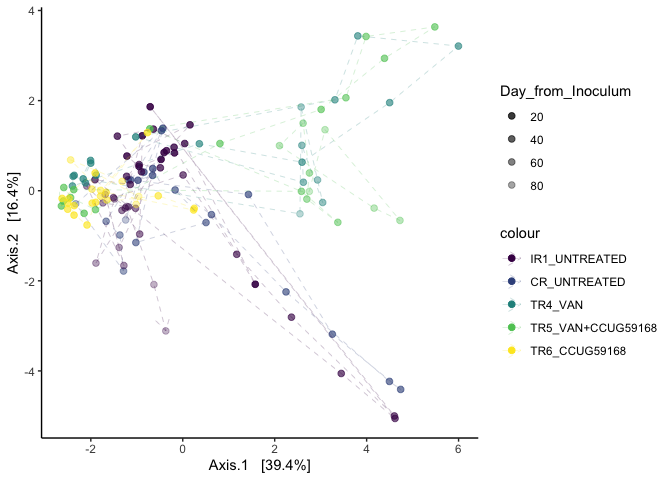 4
2
0
-2
-4
-2
0
2
4
6
Axis.2   [16.4%]
Axis.1   [39.4%]
Day_from_Inoculum
20
40
60
80
colour
IR1_UNTREATED
CR_UNTREATED
TR4_VAN
TR5_VAN+CCUG59168
TR6_CCUG59168